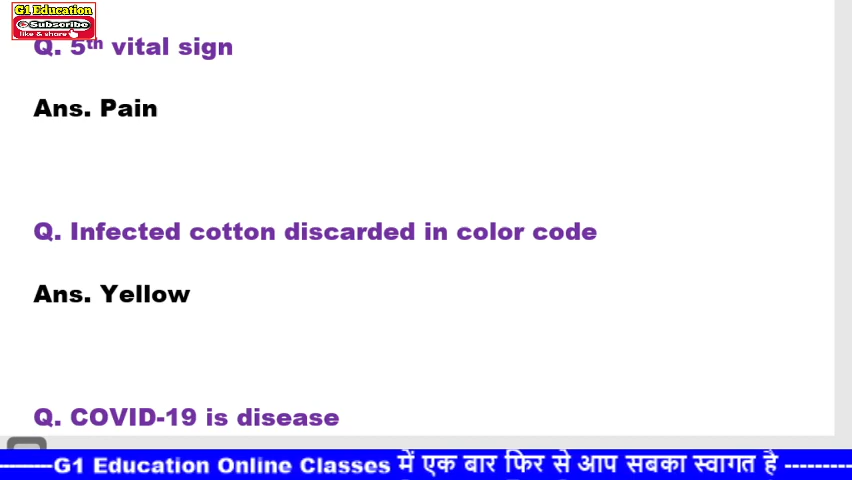 G1 Education
Subscribe
like & share
Q. 5th vital sign
Ans. Pain
Q. Infected cotton discarded in color code
Ans. Yellow
Q. COVID-19 is disease
---------G1 Education Online Classes में एक बार फिर से आप सबका स्वागत है ---------